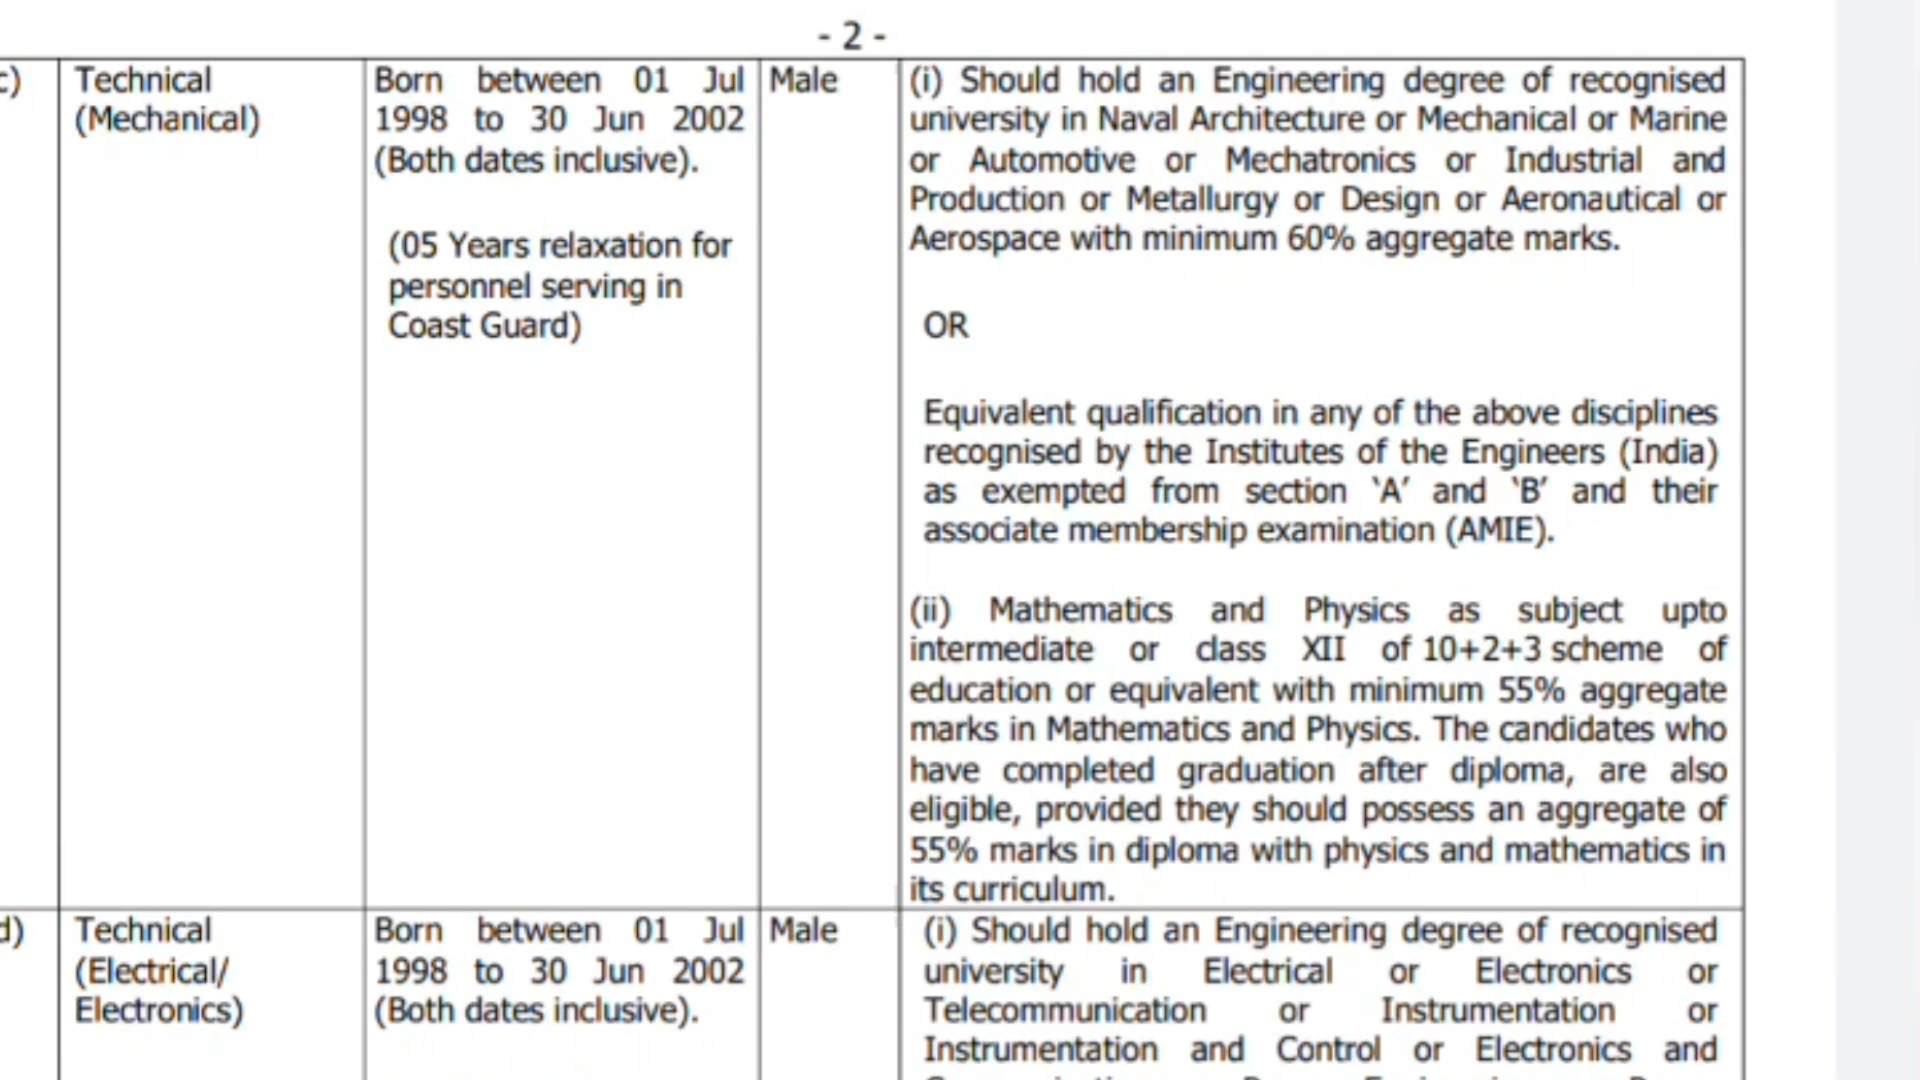 - 2 -
c)
Technical
(Mechanical)
Born between 01 Jul
1998 to 30 Jun 2002
(Both dates inclusive).
(05 Years relaxation for
personnel serving in
Coast Guard)
Male
(i) Should hold an Engineering degree of recognised
university in Naval Architecture or Mechanical or Marine
or Automotive or Mechatronics or Industrial and
Production or Metallurgy or Design or Aeronautical or
Aerospace with minimum 60% aggregate marks.
OR
Equivalent qualification in any of the above disciplines
recognised by the Institutes of the Engineers (India)
as exempted from section ‘A’ and ‘B’ and their
associate membership examination (AMIE).
(ii) Mathematics and Physics as subject upto
intermediate or class XII of 10+2+3 scheme of
education or equivalent with minimum 55% aggregate
marks in Mathematics and Physics. The candidates who
have completed graduation after diploma, are also
eligible, provided they should possess an aggregate of
55% marks in diploma with physics and mathematics in
its curriculum.
d)
Technical
(Electrical/
Electronics)
Born between 01 Jul
1998 to 30 Jun 2002
(Both dates inclusive).
Male
(i) Should hold an Engineering degree of recognised
university in Electrical or Electronics or
Telecommunication or Instrumentation or
Instrumentation and Control or Electronics and